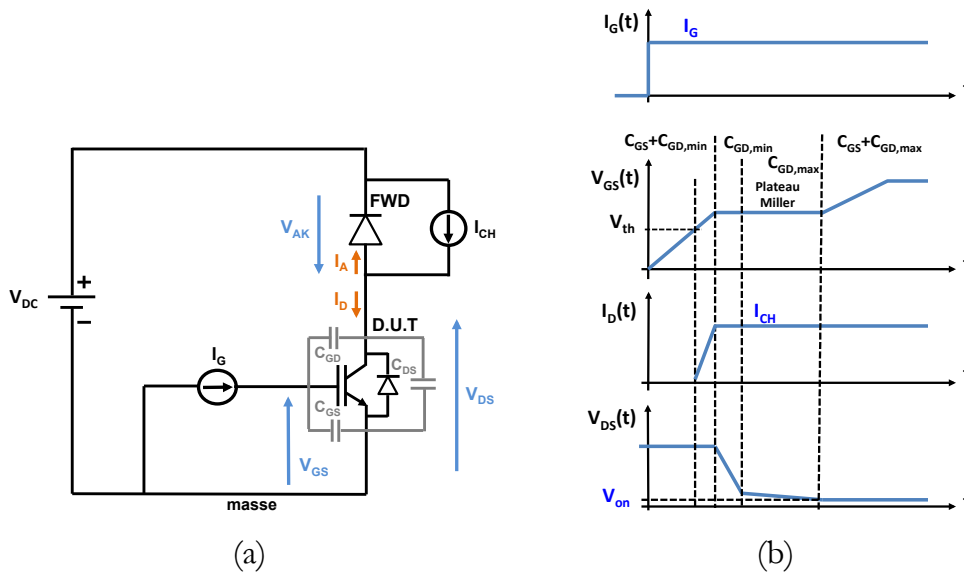 FWD
V_AK
I_CH
I_A
I_D
V_DC
+
−
D.U.T
I_G
C_GD
C_DS
C_GS
V_GS
V_DS
masse
(a)
I_G(t)
I_G
C_GS+C_GD,min
C_GD,min
C_GS+C_GD,max
C_GD,max
V_GS(t)
Plateau
Miller
V_th
I_D(t)
I_CH
V_DS(t)
V_on
(b)